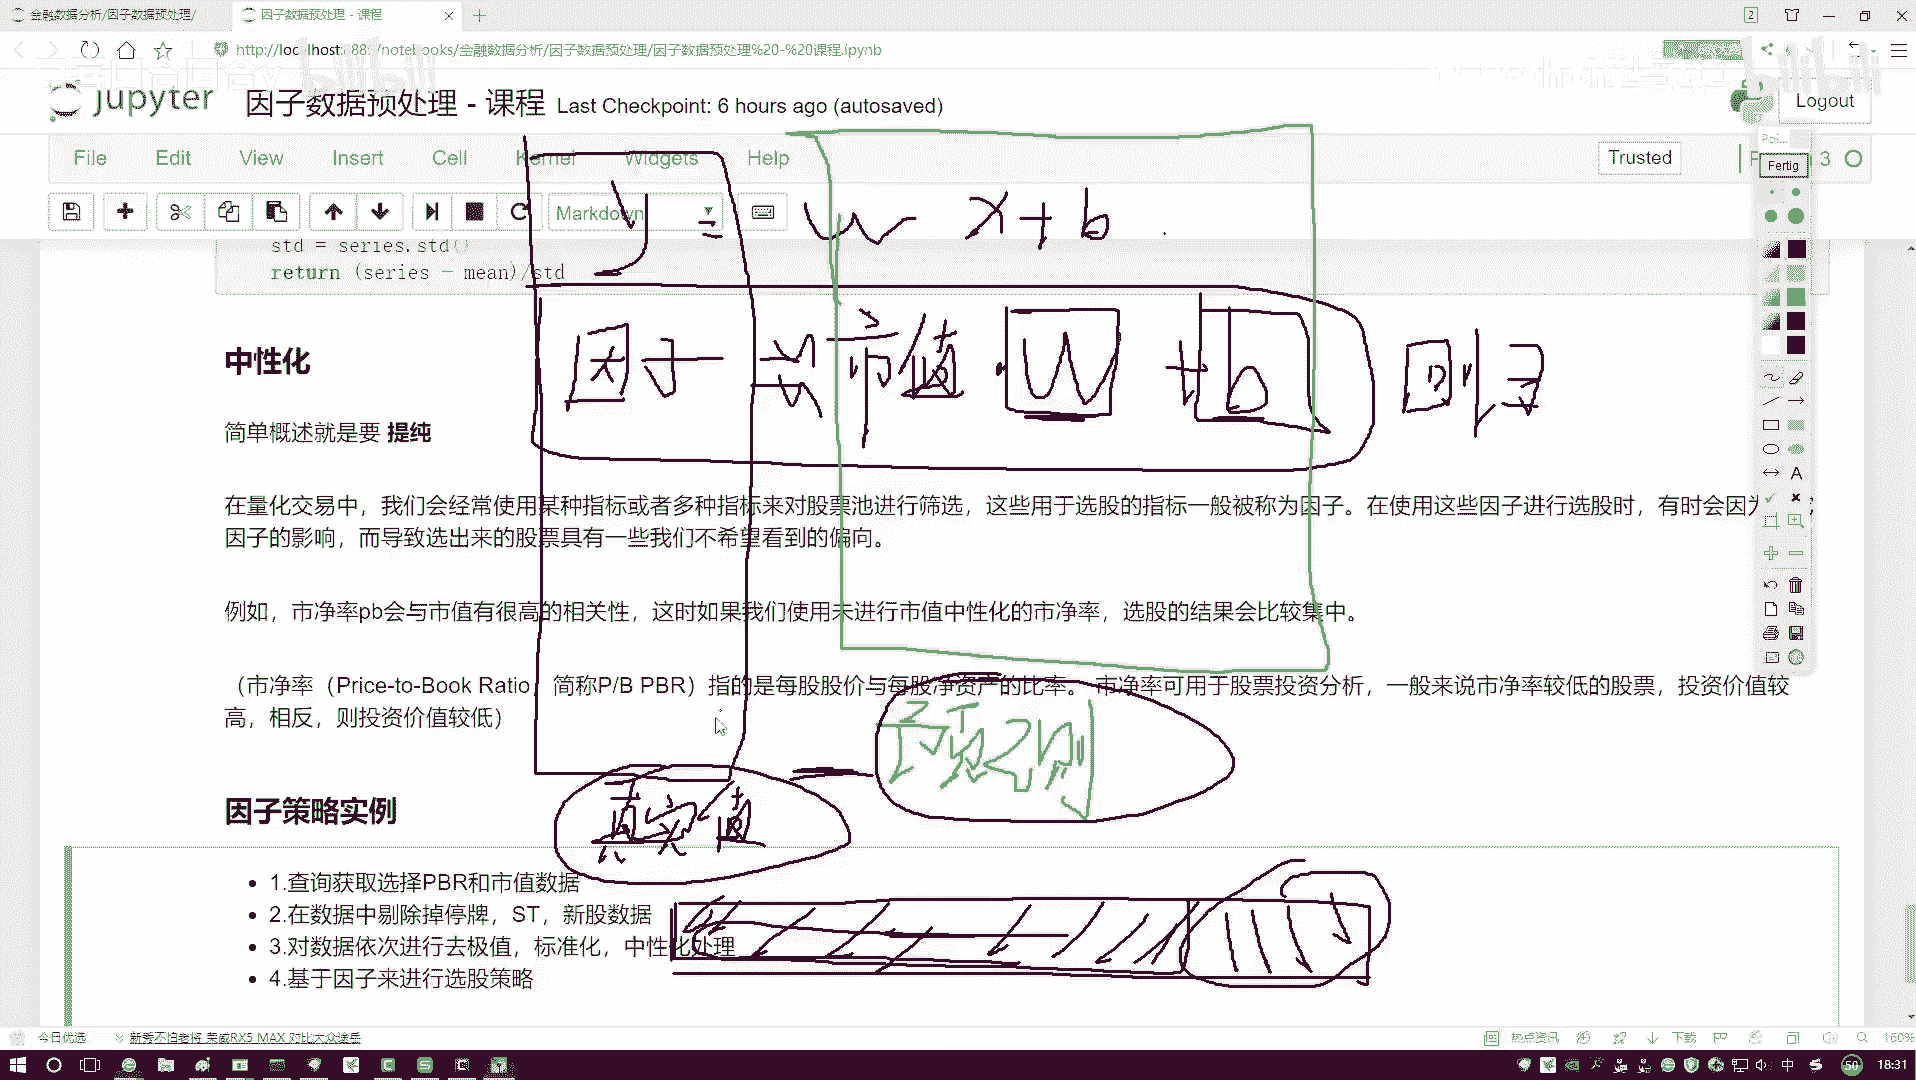 金融数据分析/因子数据预处理/
因子数据预处理 - 课程
2
notebooks/金融数据分析/因子数据预处理/因子数据预处理%20-%20课程.ipynb
bilibili
bilibili
jupyter
因子数据预处理 - 课程
Last Checkpoint: 6 hours ago (autosaved)
Logout
File
Edit
View
Insert
Cell
Kernel
Widgets
Help
Trusted
3
Fertig
Markdown
y = w x + b
std = series.std()
return (series - mean)/std
因子 市值 · W + b 回归
中性化
简单概述就是要 提纯
在量化交易中，我们会经常使用某种指标或者多种指标来对股票池进行筛选，这些用于选股的指标一般被称为因子。在使用这些因子进行选股时，有时会因为
因子的影响，而导致选出来的股票具有一些我们不希望看到的偏向。
例如，市净率pb会与市值有很高的相关性，这时如果我们使用未进行市值中性化的市净率，选股的结果会比较集中。
（市净率（Price-to-Book Ratio，简称P/B PBR）指的是每股股价与每股净资产的比率。 市净率可用于股票投资分析，一般来说市净率较低的股票，投资价值较
高，相反，则投资价值较低）
真实值
因子策略实例
1.查询获取选择PBR和市值数据
2.在数据中剔除掉停牌，ST，新股数据
3.对数据依次进行去极值，标准化，中性化处理
4.基于因子来进行选股策略
今日优选
热点资讯
下载
160%
中
50
18:31